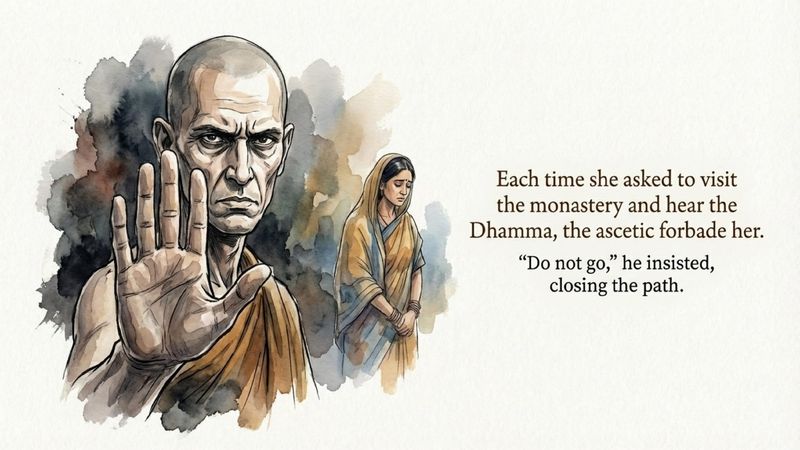 Each time she asked to visit
the monastery and hear the
Dhamma, the ascetic forbade her.
“Do not go,” he insisted,
closing the path.